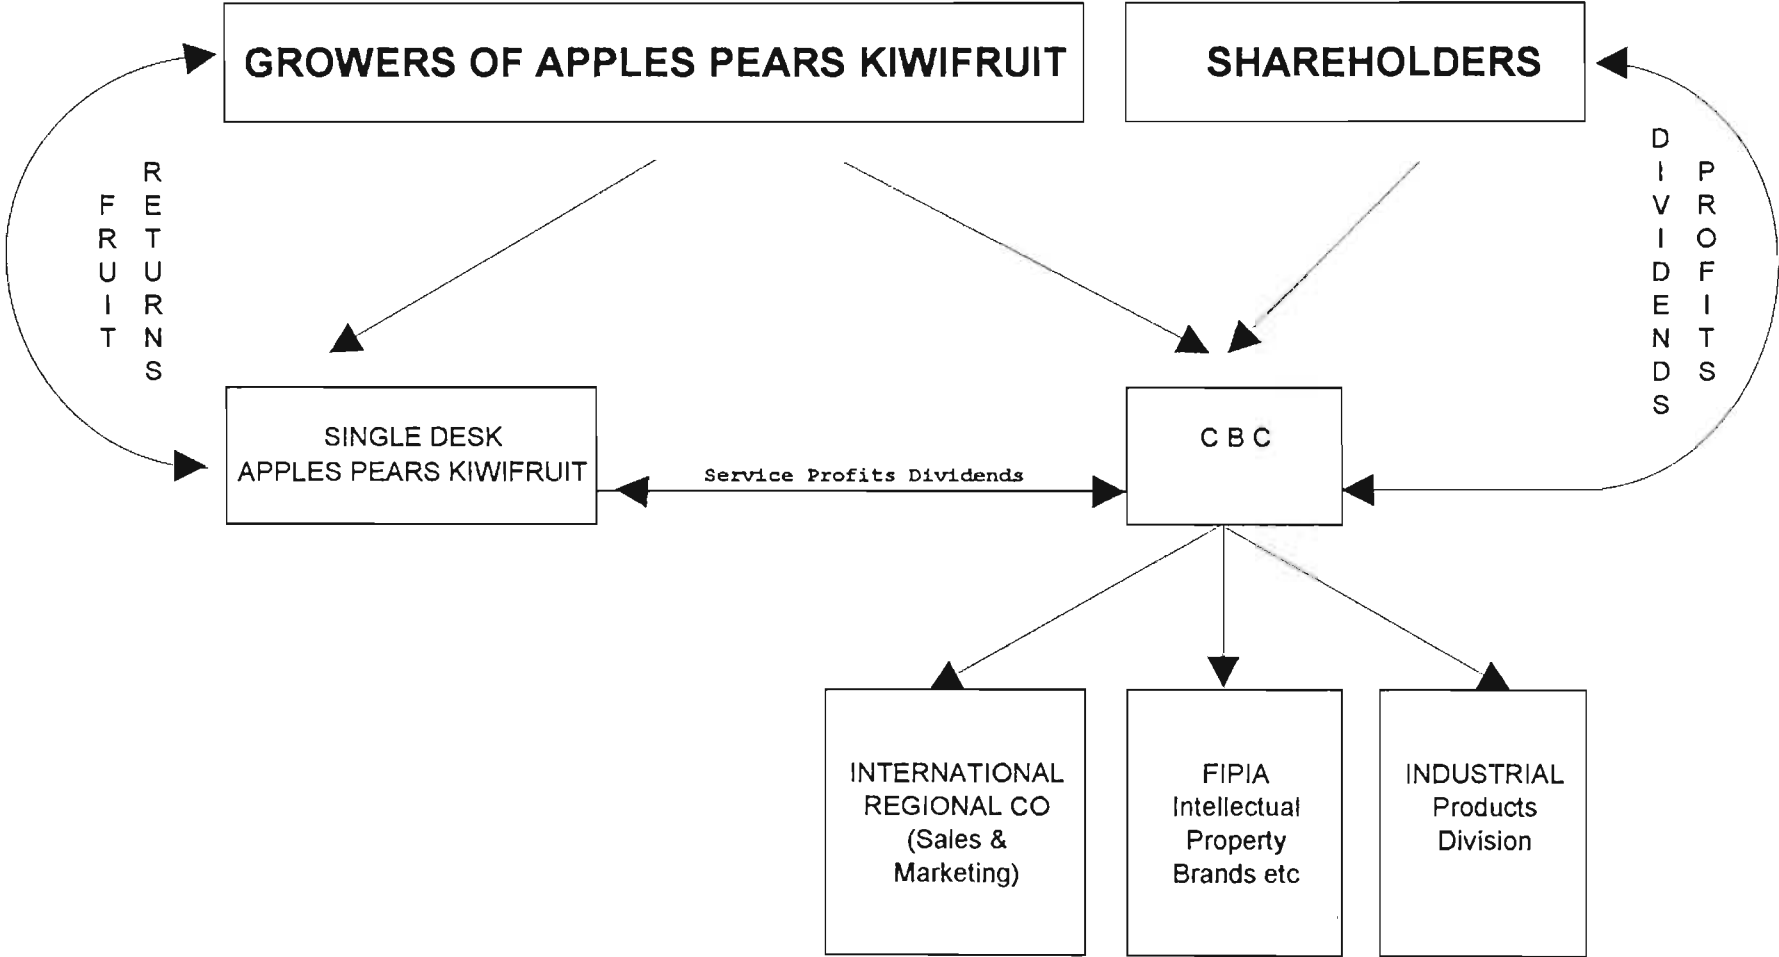 GROWERS OF APPLES PEARS KIWIFRUIT
SHAREHOLDERS
FRUIT
RETURNS
DIVIDENDS
PROFITS
SINGLE DESK
APPLES PEARS KIWIFRUIT
Service Profits Dividends
C B C
INTERNATIONAL
REGIONAL CO
(Sales &
Marketing)
FIPIA
Intellectual
Property
Brands etc
INDUSTRIAL
Products
Division